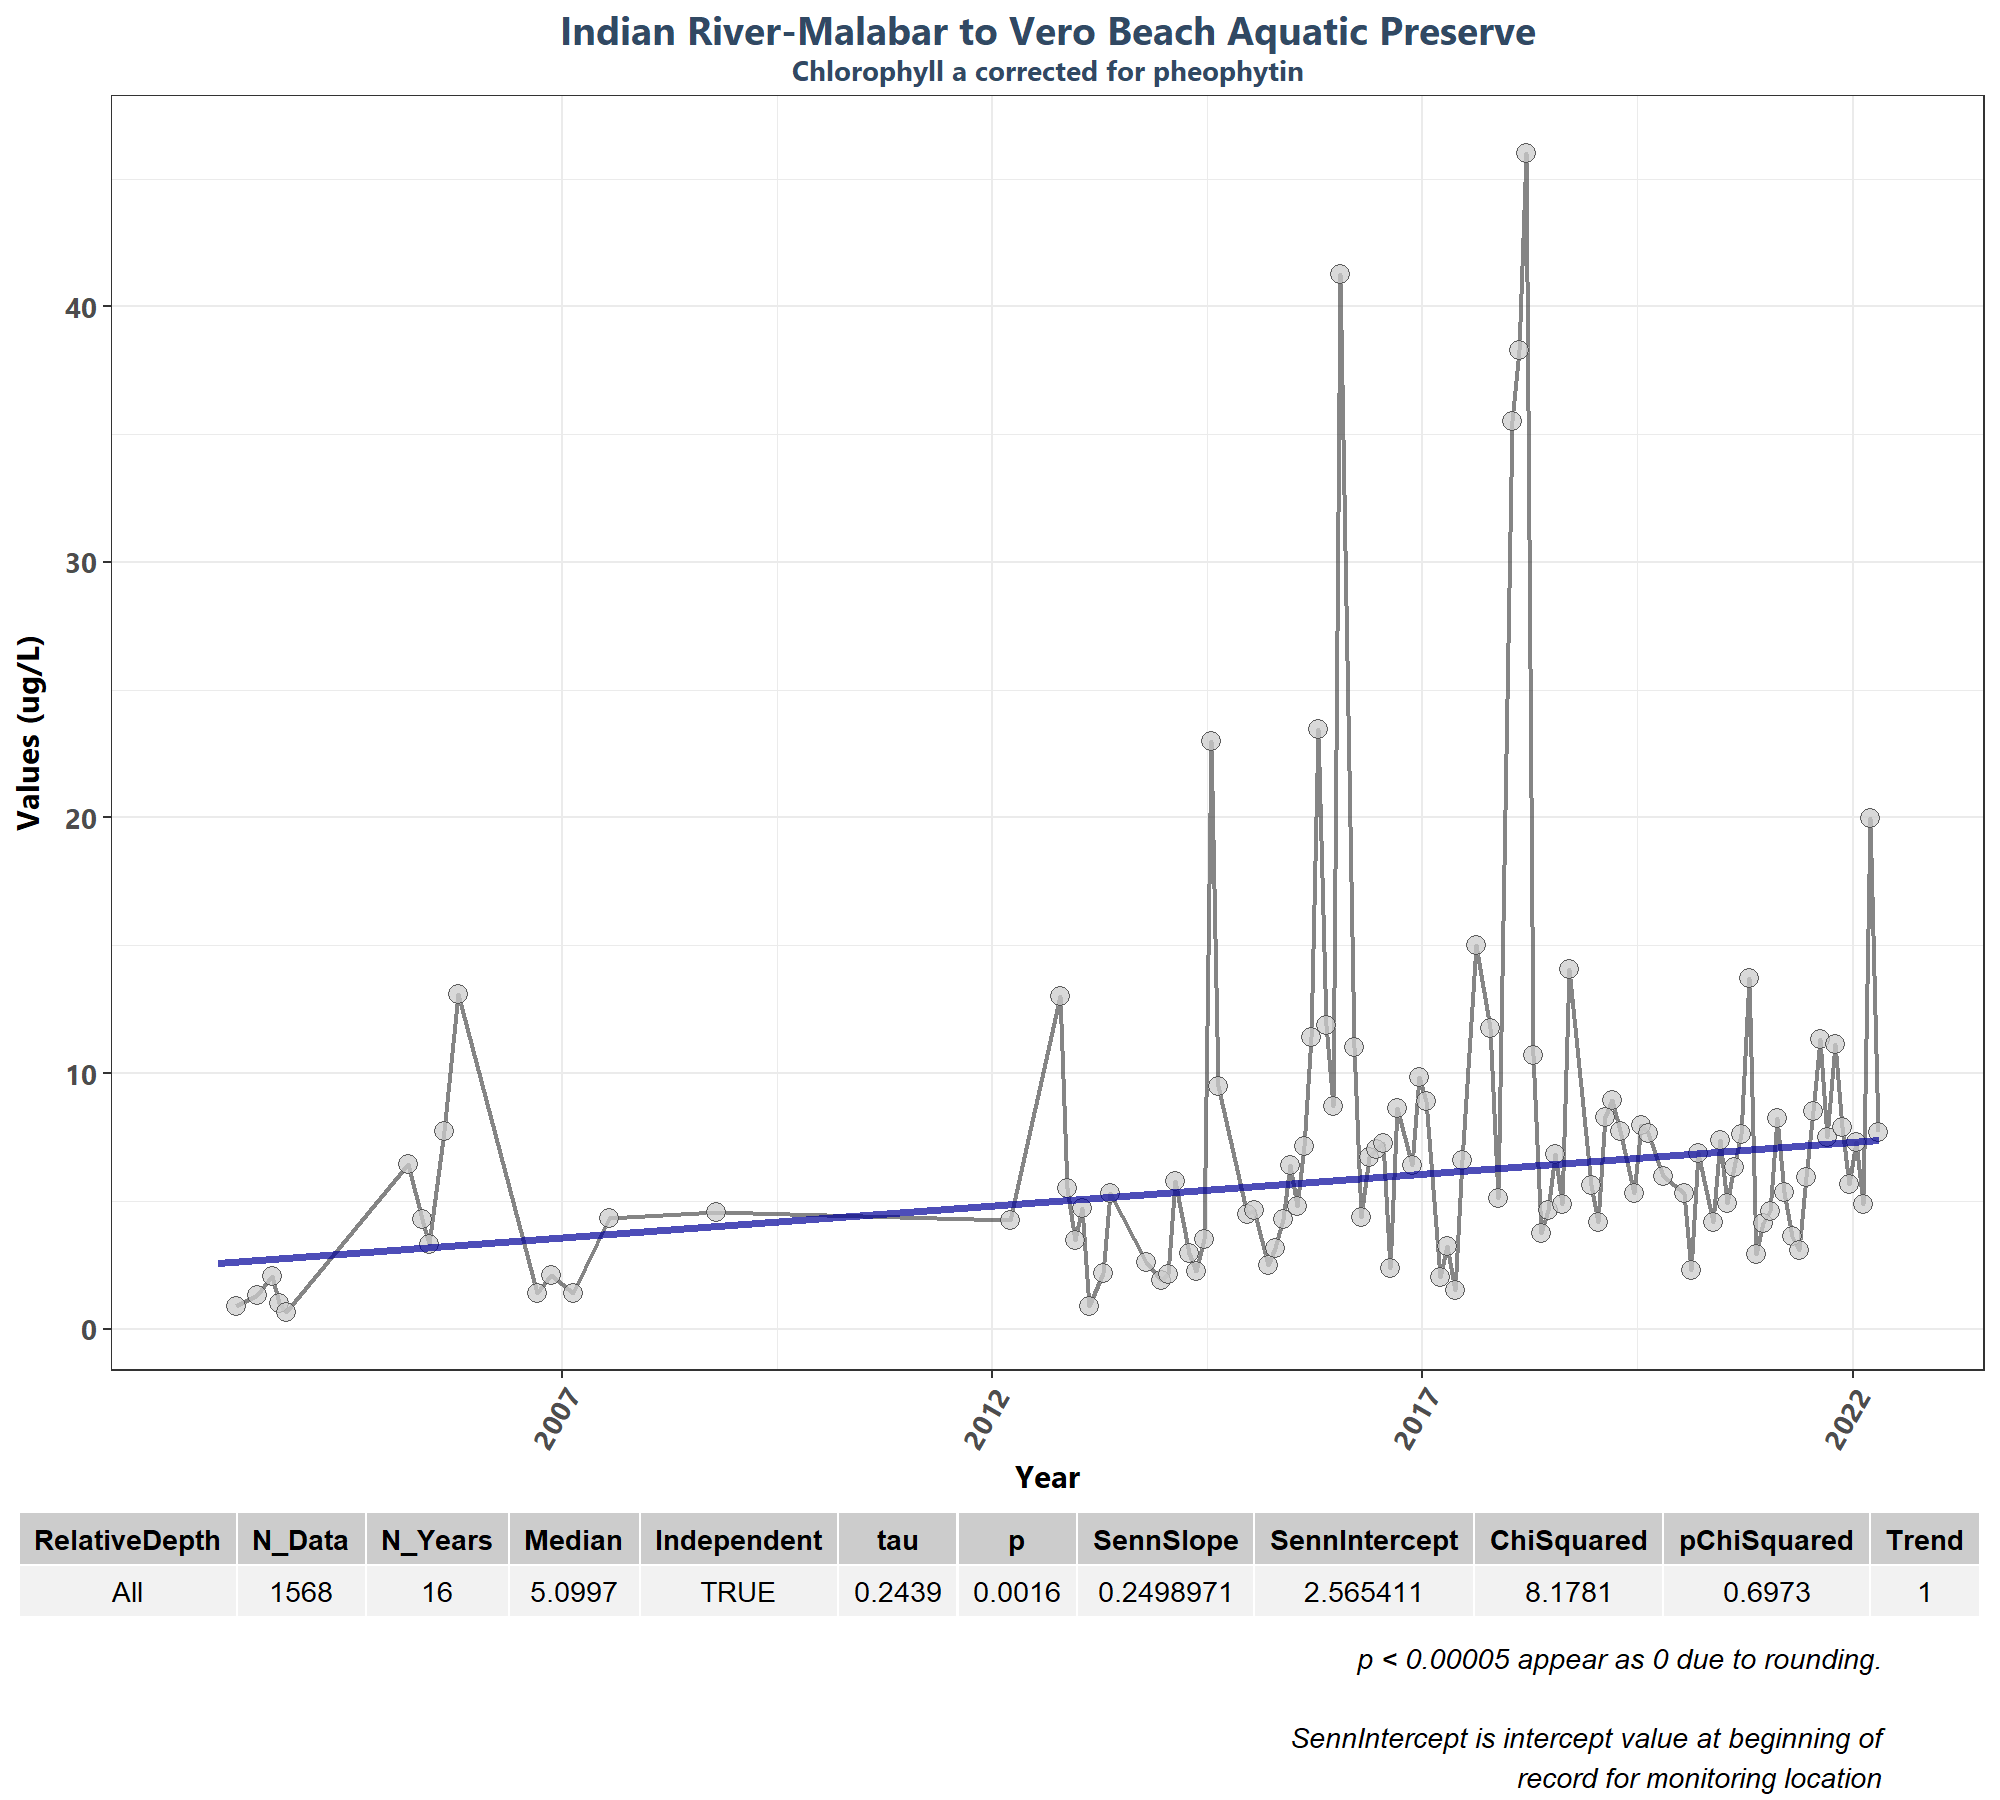 Indian River-Malabar to Vero Beach Aquatic Preserve
Chlorophyll a corrected for pheophytin
Values (ug/L)
40
30
20
10
0
2007
2012
2017
2022
Year
RelativeDepth N_Data N_Years Median Independent tau p SennSlope SennIntercept ChiSquared pChiSquared Trend
All 1568 16 5.0997 TRUE 0.2439 0.0016 0.2498971 2.565411 8.1781 0.6973 1
p < 0.00005 appear as 0 due to rounding.
SennIntercept is intercept value at beginning of
record for monitoring location